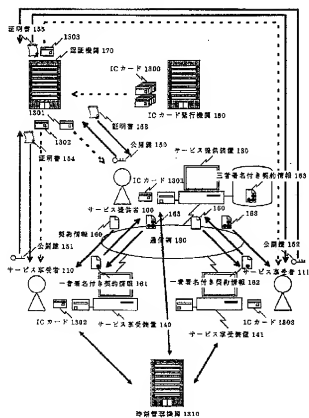 証明書 155
1303
認証機関 170
ICカード 1300
1301
1302
証明書 153
ICカード発行機関 180
証明書 154
公開鍵 150
サービス提供装置 130
ICカード 1301
三者署名付き契約情報 163
サービス提供者 100
163
160
163
契約情報 160
通信網 190
公開鍵 151
公開鍵 152
サービス享受者 110
サービス享受者 111
一者署名付き契約情報 161
一者署名付き契約情報 162
ICカード 1302
サービス享受装置 140
ICカード 1303
サービス享受装置 141
時刻管理機関 1310